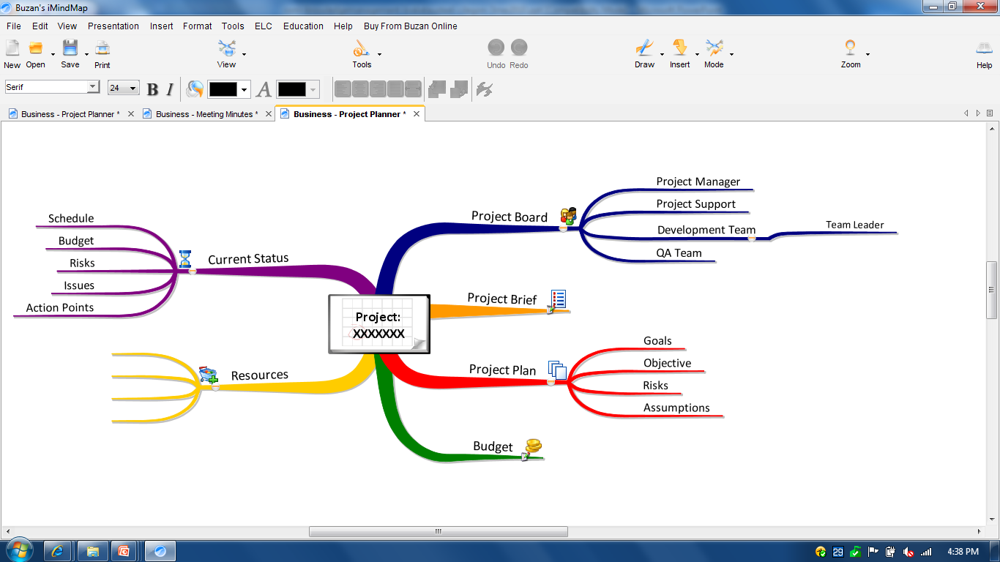 Buzan's iMindMap
File Edit View Presentation Insert Format Tools ELC Education Help Buy From Buzan Online
New Open Save Print View Tools Undo Redo Draw Insert Mode Zoom Help
Serif 24 B I A
Business - Project Planner * Business - Meeting Minutes * Business - Project Planner *
Project Board
Project Manager
Project Support
Development Team
Team Leader
QA Team
Project Brief
Project Plan
Goals
Objective
Risks
Assumptions
Budget
Resources
Current Status
Schedule
Budget
Risks
Issues
Action Points
Project:
XXXXXXX
29 4:38 PM